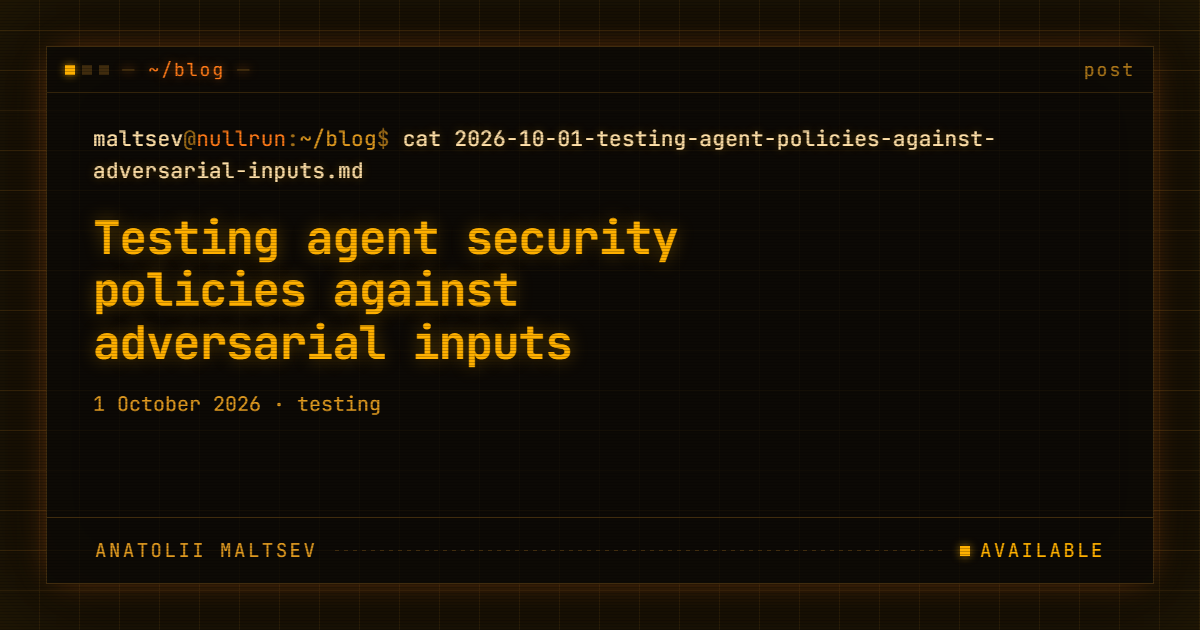 — ~/blog —
post
maltsev@nullrun:~/blog$ cat 2026-10-01-testing-agent-policies-against-
adversarial-inputs.md
Testing agent security
policies against
adversarial inputs
1 October 2026 · testing
ANATOLII MALTSEV
AVAILABLE